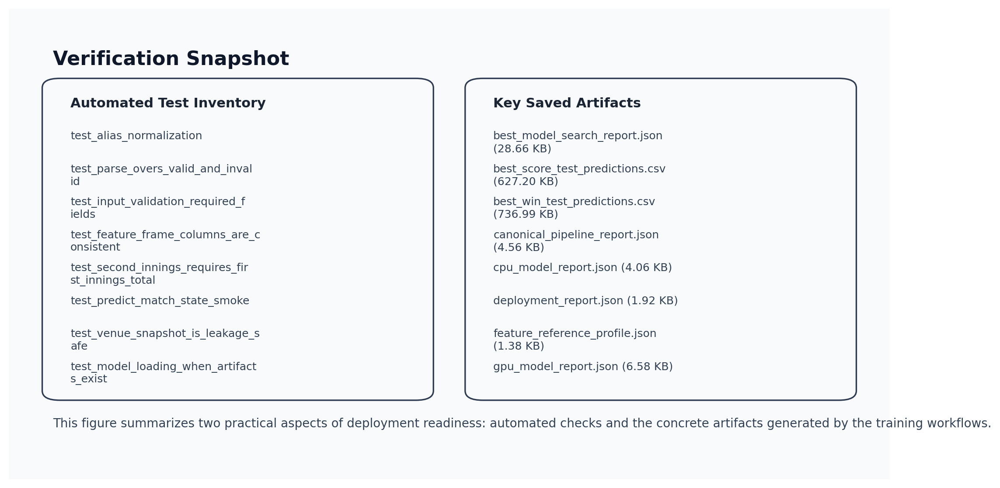 Verification Snapshot
Automated Test Inventory
test_alias_normalization
test_parse_overs_valid_and_inval
id
test_input_validation_required_f
ields
test_feature_frame_columns_are_c
onsistent
test_second_innings_requires_fir
st_innings_total
test_predict_match_state_smoke
test_venue_snapshot_is_leakage_s
afe
test_model_loading_when_artifact
s_exist
Key Saved Artifacts
best_model_search_report.json
(28.66 KB)
best_score_test_predictions.csv
(627.20 KB)
best_win_test_predictions.csv
(736.99 KB)
canonical_pipeline_report.json
(4.56 KB)
cpu_model_report.json (4.06 KB)
deployment_report.json (1.92 KB)
feature_reference_profile.json
(1.38 KB)
gpu_model_report.json (6.58 KB)
This figure summarizes two practical aspects of deployment readiness: automated checks and the concrete artifacts generated by the training workflows.